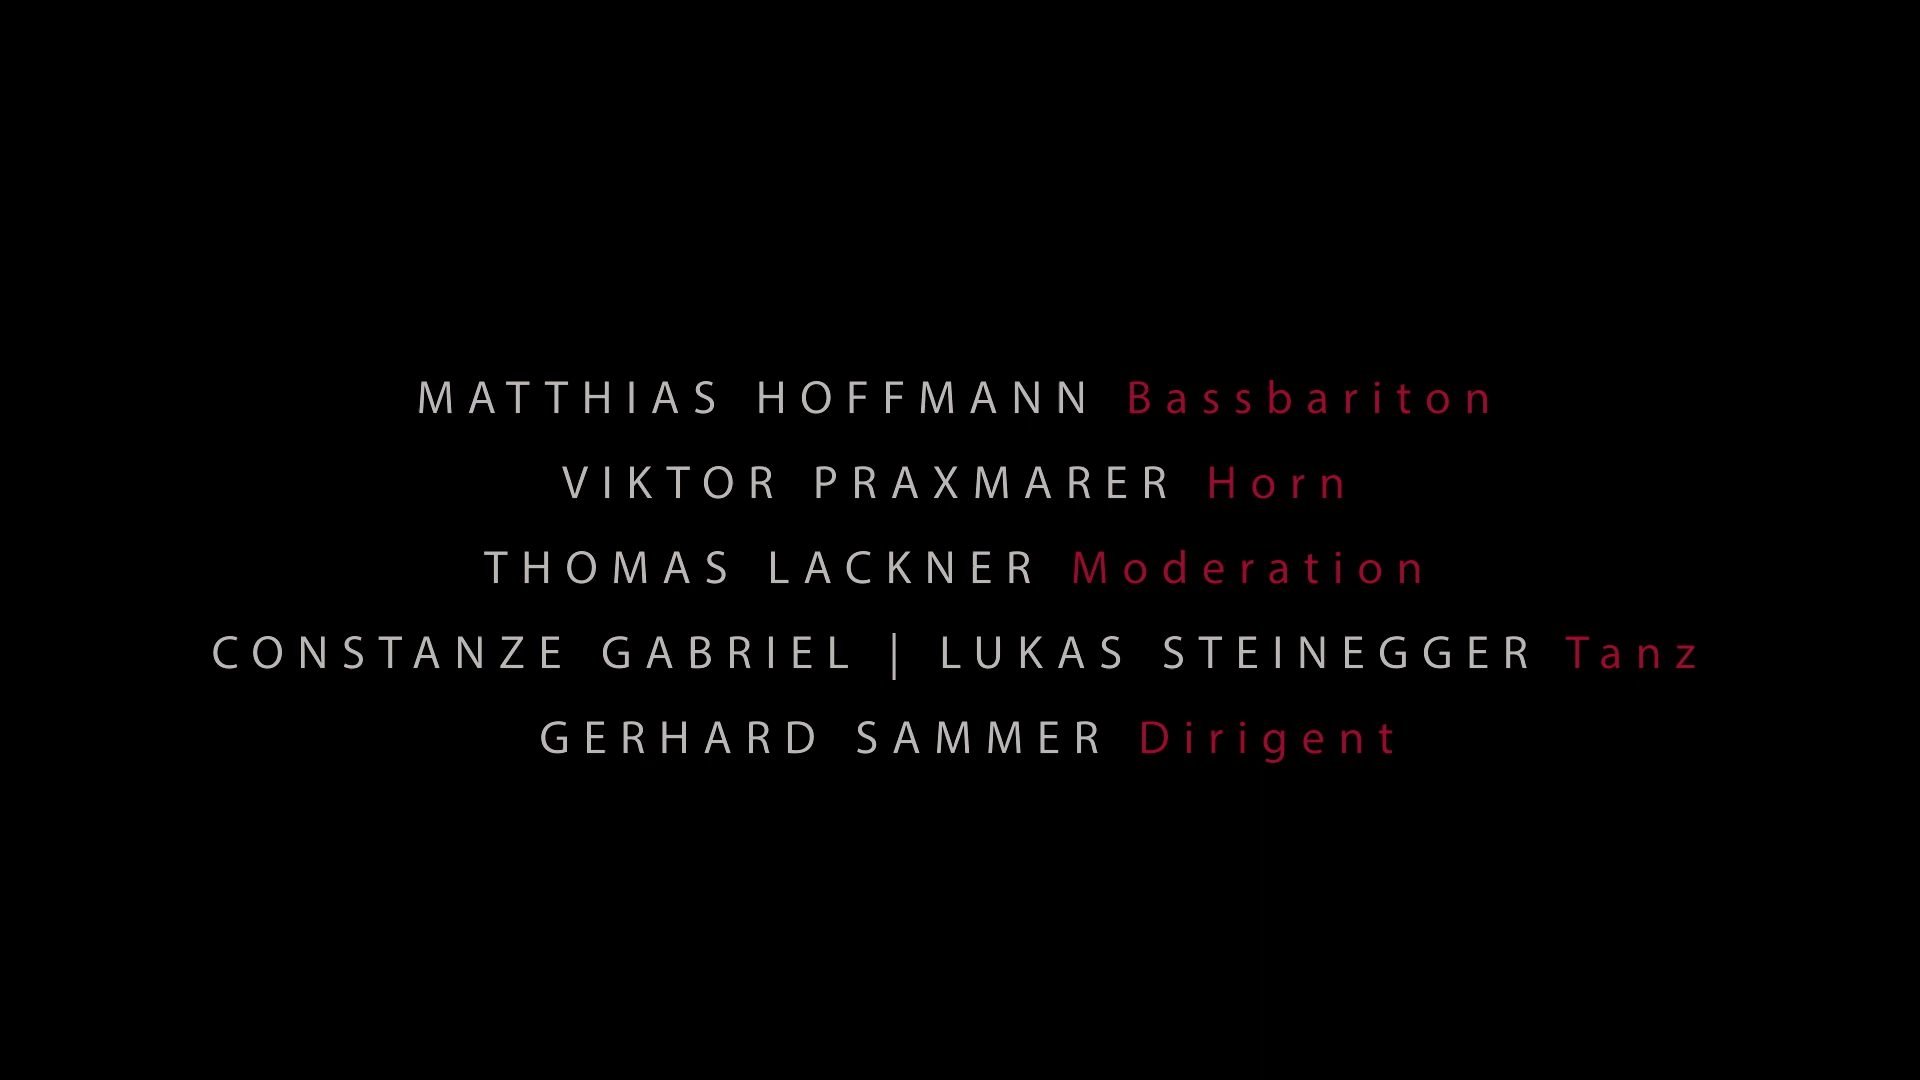 MATTHIAS HOFFMANN Bassbariton
VIKTOR PRAXMARER Horn
THOMAS LACKNER Moderation
CONSTANZE GABRIEL | LUKAS STEINEGGER Tanz
GERHARD SAMMER Dirigent